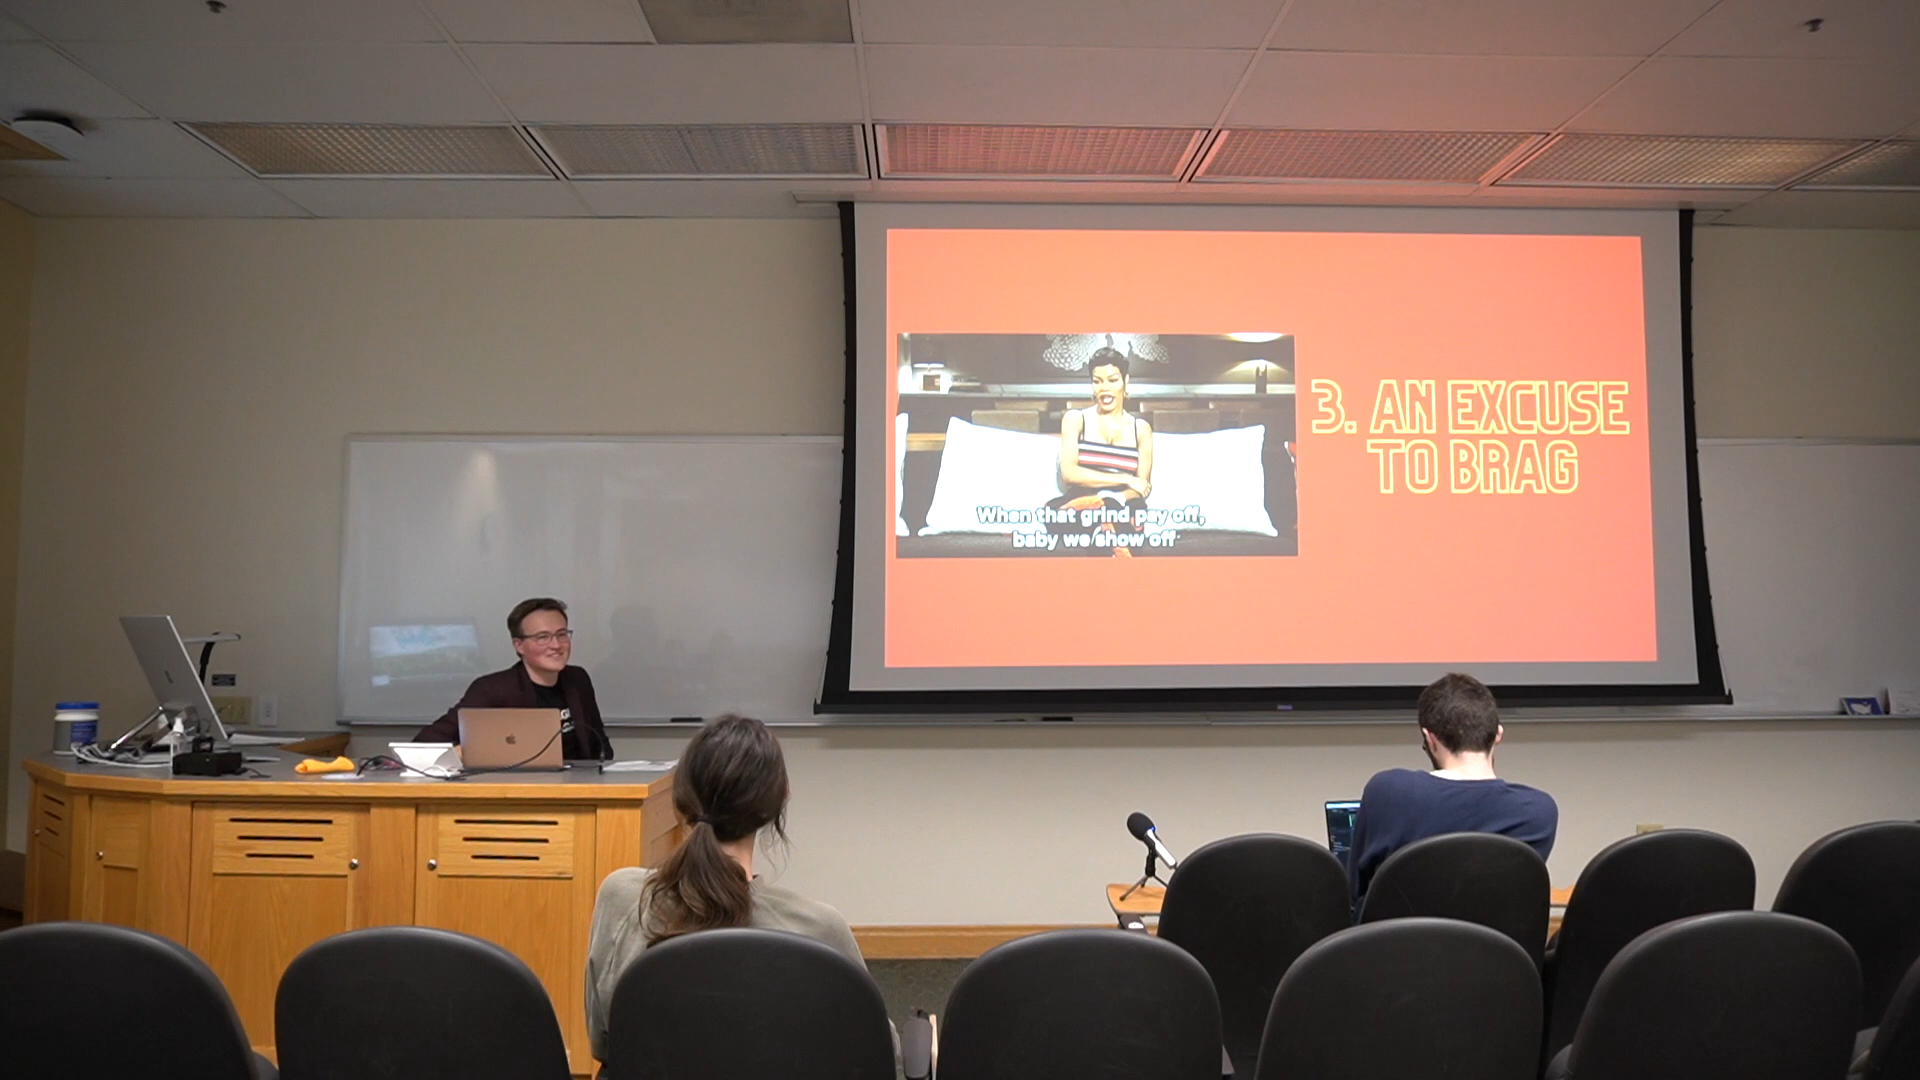 3. AN EXCUSE
TO BRAG
When that grind pay off,
baby we show off